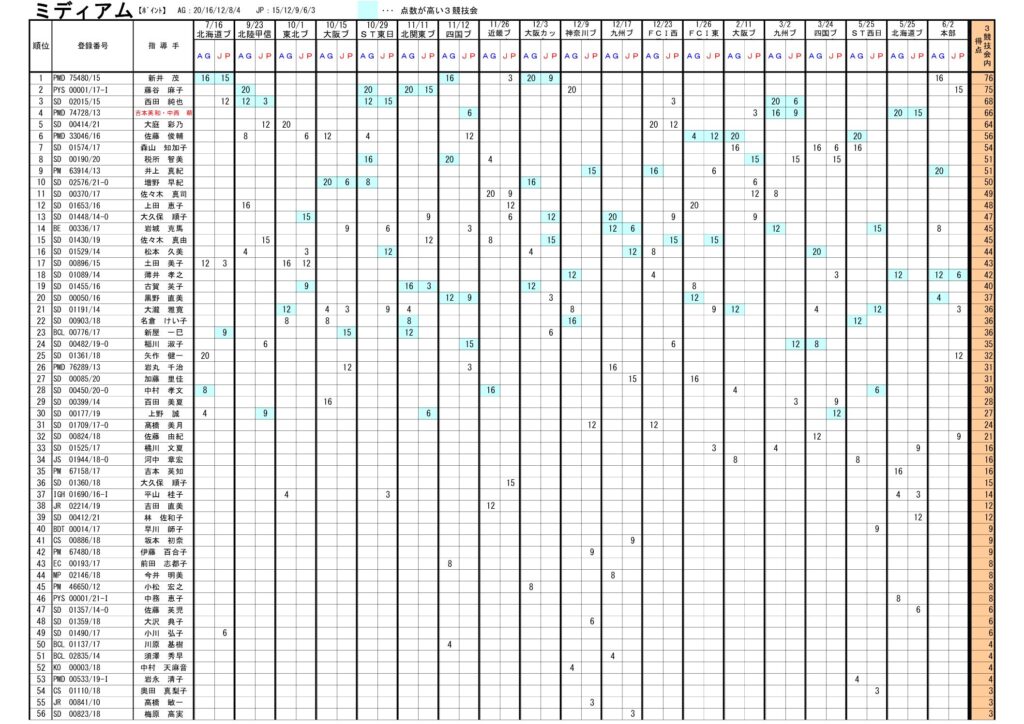 ミディアム 【ﾎﾟｲﾝﾄ】 AG：20/16/12/8/4 JP：15/12/9/6/3 ･･･ 点数が高い３競技会
順位 登録番号 指導手 7/16 9/23 10/1 10/15 10/29 11/11 11/12 11/26 12/3 12/9 12/17 12/23 1/26 2/11 3/2 3/24 5/25 5/25 6/2 ３競技会内得点
北海道ブ 北陸甲信 東北ブ 大阪ブ ＳＴ東日 北関東ブ 四国ブ 近畿ブ 大阪カッ 神奈川ブ 九州ブ ＦＣＩ西 ＦＣＩ東 大阪ブ 九州ブ 四国ブ ＳＴ西日 北海道ブ 本部
ＡＧ ＪＰ ＡＧ ＪＰ ＡＧ ＪＰ ＡＧ ＪＰ ＡＧ ＪＰ ＡＧ ＪＰ ＡＧ ＪＰ ＡＧ ＪＰ ＡＧ ＪＰ ＡＧ ＪＰ ＡＧ ＪＰ ＡＧ ＪＰ ＡＧ ＪＰ ＡＧ ＪＰ ＡＧ ＪＰ ＡＧ ＪＰ ＡＧ ＪＰ ＡＧ ＪＰ ＡＧ ＪＰ
1 PWD 75480/15 新井 茂 16 15 16 3 20 9 16 76
2 PYS 00001/17-I 藤谷 麻子 20 20 20 15 20 15 75
3 SD 02015/15 西田 純也 12 12 3 12 15 3 20 6 68
4 PWD 74728/13 吉本美和・中西 6 3 16 9 20 15 66
5 SD 00414/21 大庭 彩乃 12 20 20 12 64
6 PWD 33046/16 佐藤 俊輔 8 6 12 4 12 4 12 20 20 56
7 SD 01574/17 森山 知加子 16 16 6 16 54
8 SD 00190/20 税所 智美 16 20 4 15 15 15 51
9 PM 63914/13 井上 真紀 15 16 6 20 51
10 SD 02576/21-O 増野 早紀 20 6 8 16 6 50
11 SD 00370/17 佐々木 真司 20 9 12 8 49
12 SD 01653/16 上田 恵子 16 12 20 48
13 SD 01448/14-O 大久保 順子 15 9 6 12 20 9 9 47
14 BE 00336/17 岩城 克馬 9 6 3 12 6 12 15 8 45
15 SD 01430/19 佐々木 真由 15 12 8 15 15 15 45
16 SD 01529/14 松本 久美 4 3 12 4 12 8 20 44
17 SD 00896/15 土田 美子 12 3 16 12 43
18 SD 01089/14 薄井 孝之 12 4 3 12 12 6 42
19 SD 01455/16 古賀 英子 9 16 3 12 8 40
20 SD 00050/16 黒野 直美 12 9 3 12 4 37
21 SD 01191/14 大瀧 雅寛 12 4 3 9 4 8 9 12 4 12 3 36
22 SD 00903/18 名倉 けい子 8 8 8 16 12 36
23 BCL 00776/17 新屋 一巳 9 15 12 6 36
24 SD 00482/19-O 稲川 淑子 6 15 6 12 8 35
25 SD 01361/18 矢作 健一 20 12 32
26 PWD 76289/13 岩丸 千治 12 3 16 31
27 SD 00085/20 加藤 里佳 15 16 31
28 SD 00450/20-O 中村 孝文 8 16 4 6 30
29 SD 00399/14 百田 美夏 16 3 9 28
30 SD 00177/19 上野 誠 4 9 6 12 27
31 SD 01709/17-O 高橋 美月 12 12 24
32 SD 00824/18 佐藤 由紀 12 9 21
33 SD 01525/17 橘川 文夏 3 4 9 16
34 JS 01944/18-O 河中 章宏 8 8 16
35 PM 67158/17 吉本 英知 16 16
36 SD 01360/18 大久保 順子 15 15
37 IGH 01690/16-I 平山 桂子 4 3 4 3 14
38 JR 02214/19 吉田 直美 12 12
39 SD 00412/21 林 佐和子 12 12
40 BDT 00014/17 早川 師子 9 9
41 CS 00886/18 坂本 初奈 9 9
42 PM 67480/18 伊藤 百合子 9 9
43 EC 00193/17 前田 志都子 8 8
44 MP 02146/18 今井 明美 8 8
45 PM 46650/12 小松 宏之 8 8
46 PYS 00001/21-I 中務 恵子 8 8
47 SD 01357/14-O 佐藤 英児 6 6
48 SD 01359/18 大沢 典子 6 6
49 SD 01490/17 小川 弘子 6 6
50 BCL 01137/17 川原 基樹 4 4
51 BCL 02835/14 須澤 秀早 4 4
52 KO 00003/18 中村 天麻音 4 4
53 PWD 00533/19-I 岩永 清子 4 4
54 CS 01110/18 奥田 真梨子 3 3
55 JR 00841/10 高橋 敏一 3 3
56 SD 00823/18 梅原 高実 3 3